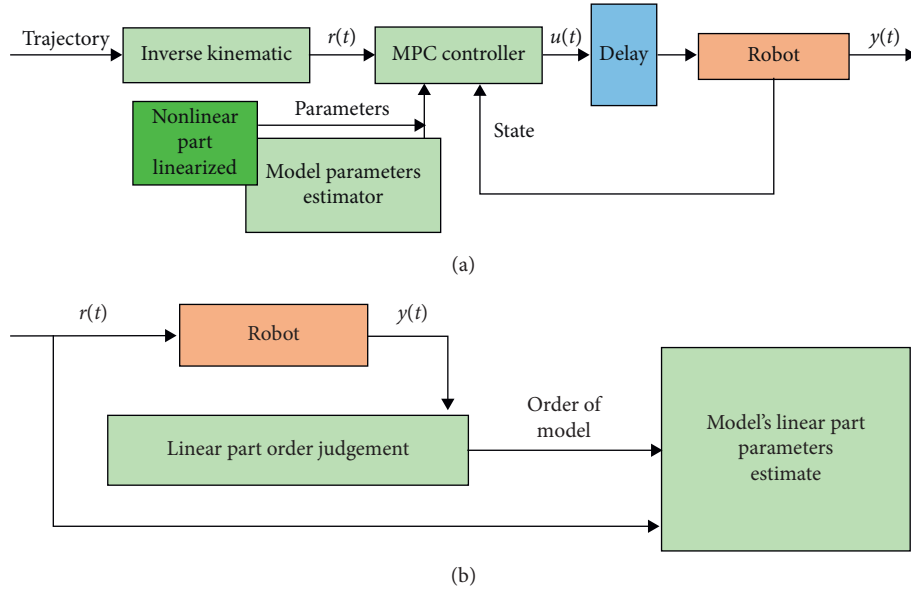 Trajectory
Inverse kinematic
r(t)
MPC controller
u(t)
Delay
Robot
y(t)
Nonlinear
part
linearized
Parameters
Model parameters
estimator
State
(a)
r(t)
Robot
y(t)
Linear part order judgement
Order of
model
Model's linear part
parameters
estimate
(b)